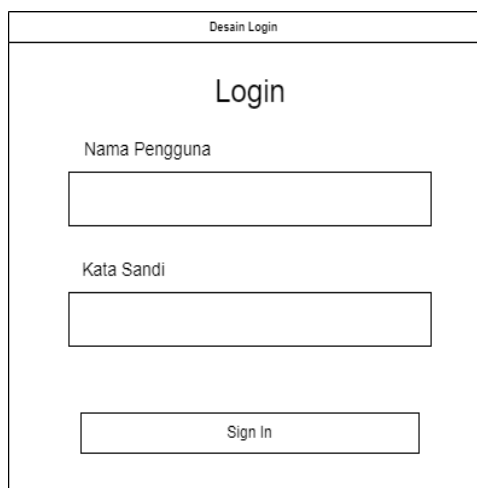 Desain Login
Login
Nama Pengguna
Kata Sandi
Sign In